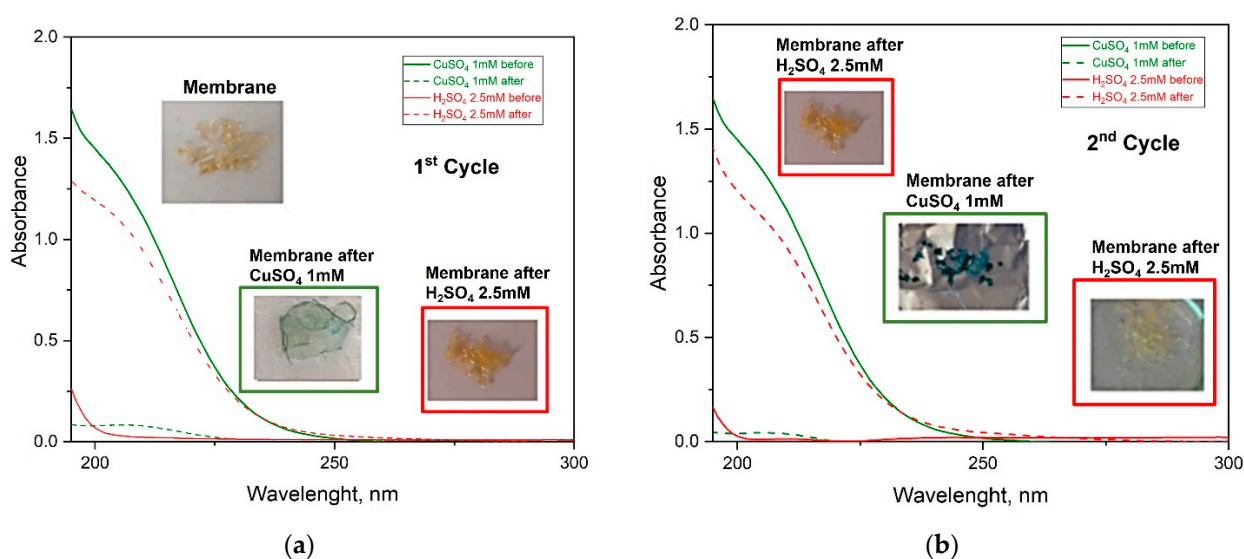 2.0
1.5
1.0
0.5
0.0
Absorbance
200
250
300
Wavelenght, nm
CuSO₄ 1mM before
CuSO₄ 1mM after
H₂SO₄ 2.5mM before
H₂SO₄ 2.5mM after
Membrane
1ˢᵗ Cycle
Membrane after
CuSO₄ 1mM
Membrane after
H₂SO₄ 2.5mM
(a)
2.0
1.5
1.0
0.5
0.0
Absorbance
200
250
300
Wavelenght, nm
Membrane after
H₂SO₄ 2.5mM
CuSO₄ 1mM before
CuSO₄ 1mM after
H₂SO₄ 2.5mM before
H₂SO₄ 2.5mM after
2ⁿᵈ Cycle
Membrane after
CuSO₄ 1mM
Membrane after
H₂SO₄ 2.5mM
(b)